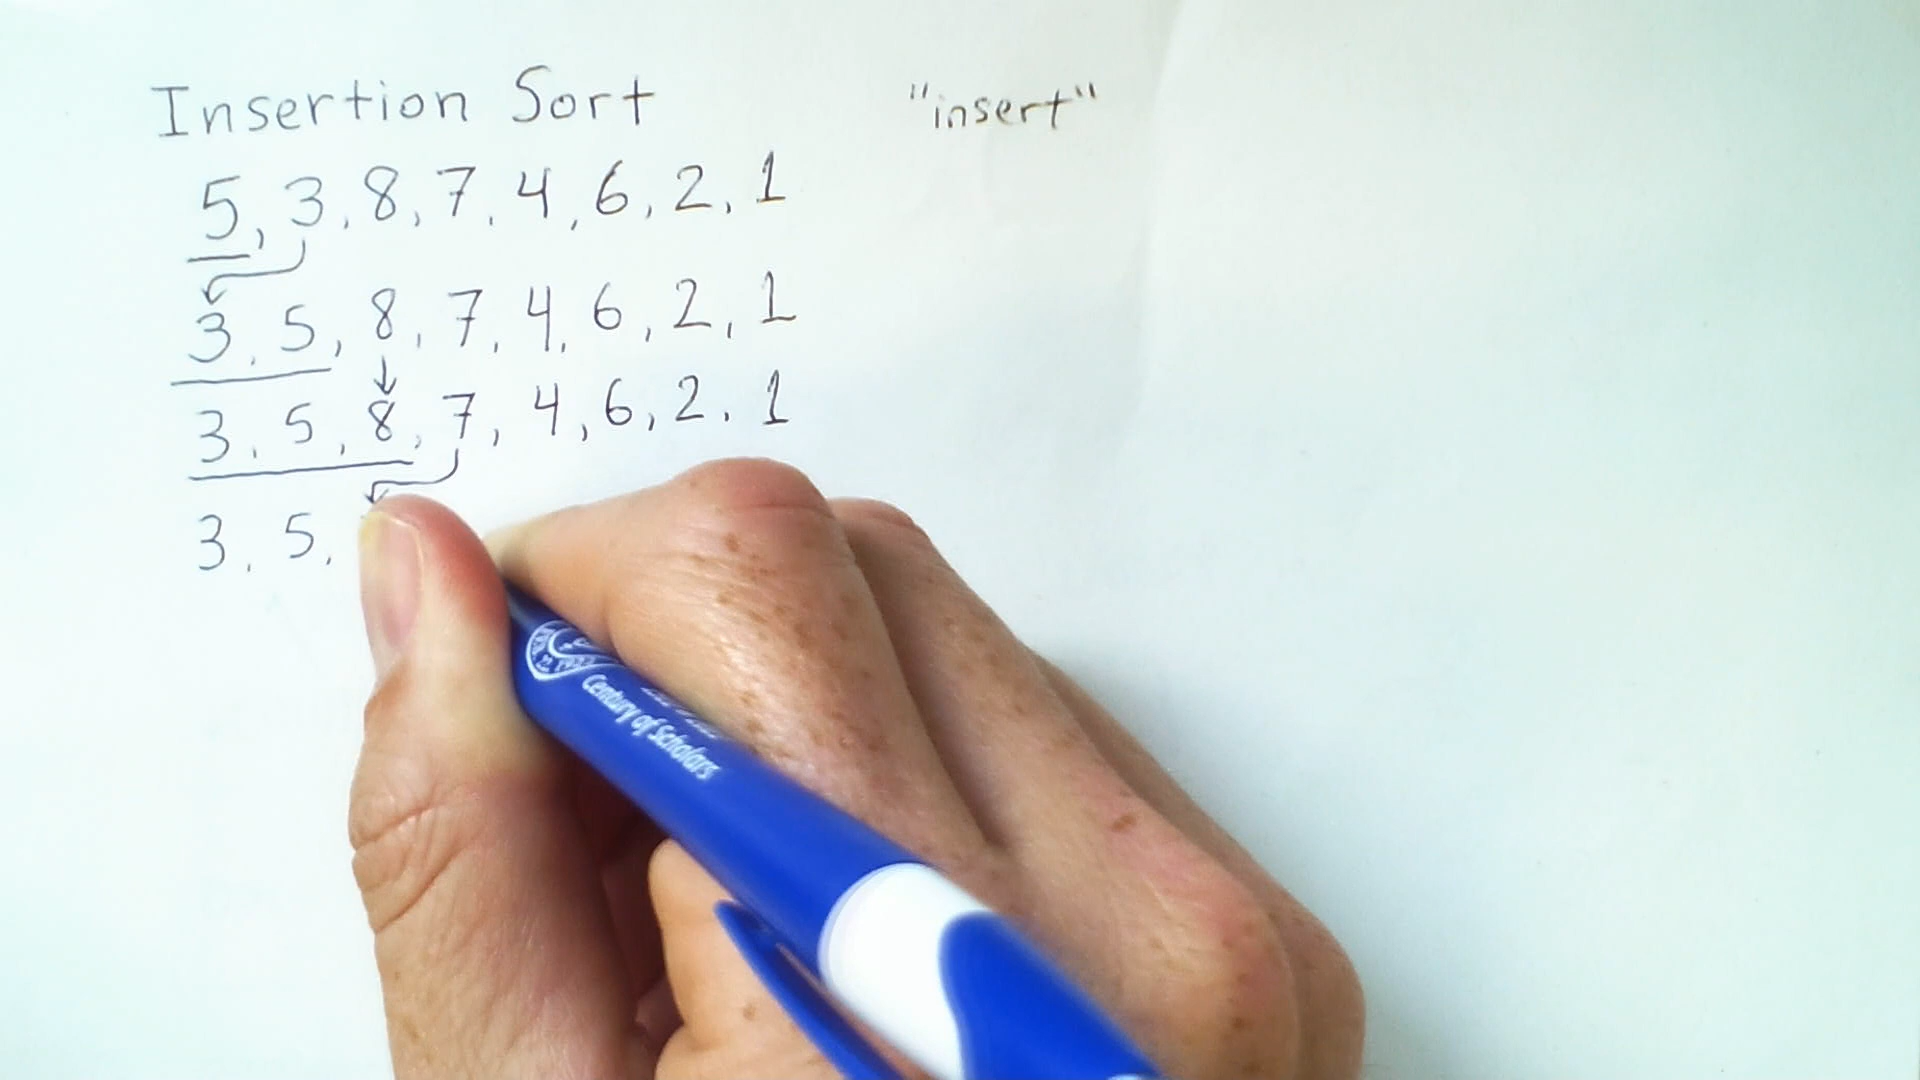 Insertion Sort "insert"
5, 3, 8, 7, 4, 6, 2, 1
3, 5, 8, 7, 4, 6, 2, 1
3, 5, 8, 7, 4, 6, 2, 1
3, 5,
Century of Scholars